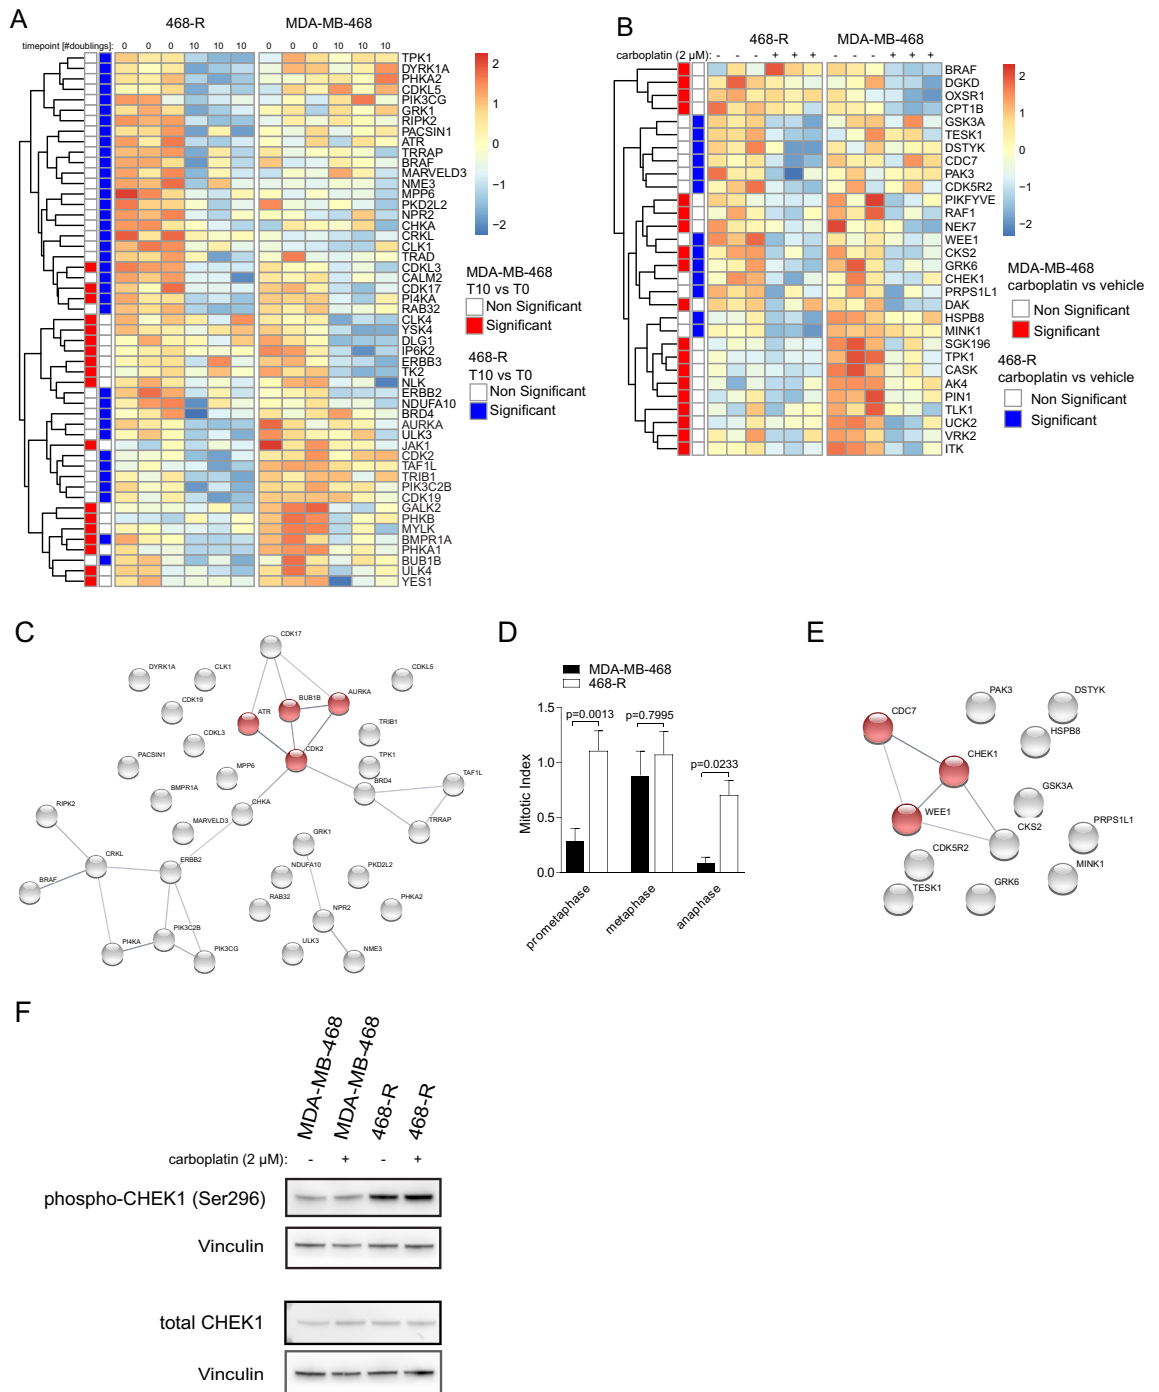 A
468-R
MDA-MB-468
timepoint [#doublings]:
0 0 0 10 10 10 0 0 0 10 10 10
TPK1
DYRK1A
PHKA2
CDKL5
PIK3CG
GRK1
RIPK2
PACSIN1
ATR
TRRAP
BRAF
MARVELD3
NME3
MPP6
PKD2L2
NPR2
CHKA
CRKL
CLK1
TRAD
CDKL3
CALM2
CDK17
PI4KA
RAB32
CLK4
YSK4
DLG1
IP6K2
ERBB3
TK2
NLK
ERBB2
NDUFA10
BRD4
AURKA
ULK3
JAK1
CDK2
TAF1L
TRIB1
PIK3C2B
CDK19
GALK2
PHKB
MYLK
BMPR1A
PHKA1
BUB1B
ULK4
YES1
2
1
0
−1
−2
MDA-MB-468
T10 vs T0
Non Significant
Significant
468-R
T10 vs T0
Non Significant
Significant
B
468-R
MDA-MB-468
carboplatin (2 µM):
- - - + + + - - - + + +
BRAF
DGKD
OXSR1
CPT1B
GSK3A
TESK1
DSTYK
CDC7
PAK3
CDK5R2
PIKFYVE
RAF1
NEK7
WEE1
CKS2
GRK6
CHEK1
PRPS1L1
DAK
HSPB8
MINK1
SGK196
TPK1
CASK
AK4
PIN1
TLK1
UCK2
VRK2
ITK
2
1
0
−1
−2
MDA-MB-468
carboplatin vs vehicle
Non Significant
Significant
468-R
carboplatin vs vehicle
Non Significant
Significant
C
CDK17
DYRK1A
CLK1
CDKL5
CDK19
BUB1B
AURKA
ATR
TRIB1
CDKL3
CDK2
PACSIN1
TPK1
MPP6
BRD4
TAF1L
BMPR1A
CHKA
RIPK2
MARVELD3
TRRAP
GRK1
CRKL
ERBB2
NDUFA10
PKD2L2
BRAF
RAB32
PHKA2
NPR2
PIK3C2B
PI4KA
PIK3CG
ULK3
NME3
D
MDA-MB-468
468-R
Mitotic Index
1.5
1.0
0.5
0.0
p=0.0013
p=0.7995
p=0.0233
prometaphase
metaphase
anaphase
E
PAK3
DSTYK
CDC7
HSPB8
CHEK1
GSK3A
WEE1
CKS2
PRPS1L1
CDK5R2
MINK1
TESK1
GRK6
F
MDA-MB-468
MDA-MB-468
468-R
468-R
carboplatin (2 µM):
- + - +
phospho-CHEK1 (Ser296)
Vinculin
total CHEK1
Vinculin